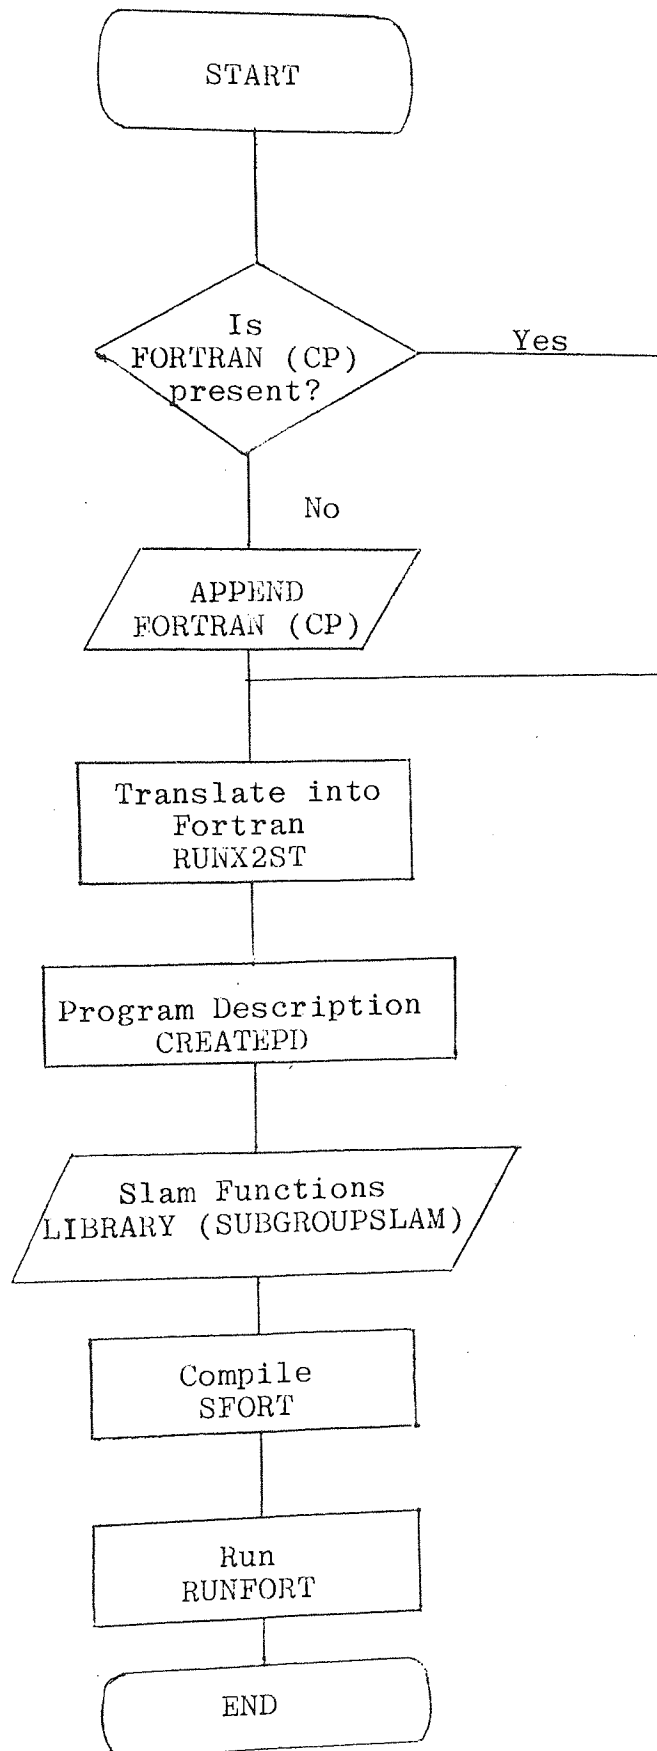 START
Is
FORTRAN (CP)
present?
Yes
No
APPEND
FORTRAN (CP)
Translate into
Fortran
RUNX2ST
Program Description
CREATEPD
Slam Functions
LIBRARY (SUBGROUPSLAM)
Compile
SFORT
Run
RUNFORT
END